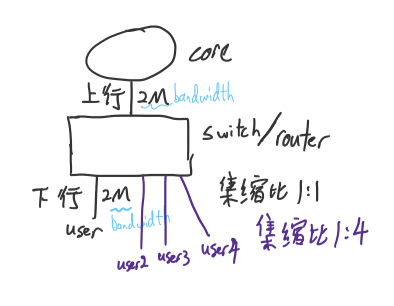 core
上行 2M bandwidth
switch/router
下行 2M bandwidth
集缩比 1:1
user
集缩比 1:4
user2 user3 user4